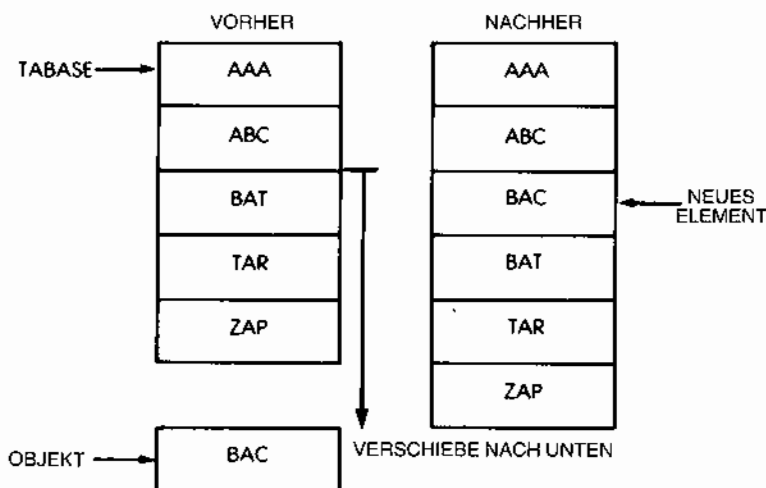 VORHER
NACHHER
TABASE
AAA
ABC
BAT
TAR
ZAP
AAA
ABC
BAC
BAT
TAR
ZAP
NEUES
ELEMENT
OBJEKT
BAC
VERSCHIEBE NACH UNTEN